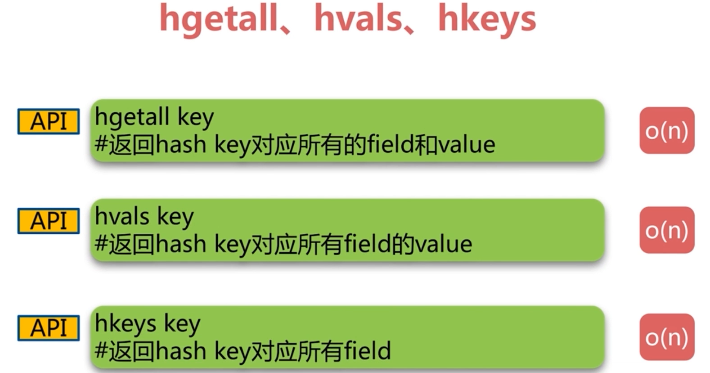 hgetall、hvals、hkeys
API
hgetall key
#返回hash key对应所有的field和value
o(n)
API
hvals key
#返回hash key对应所有field的value
o(n)
API
hkeys key
#返回hash key对应所有field
o(n)